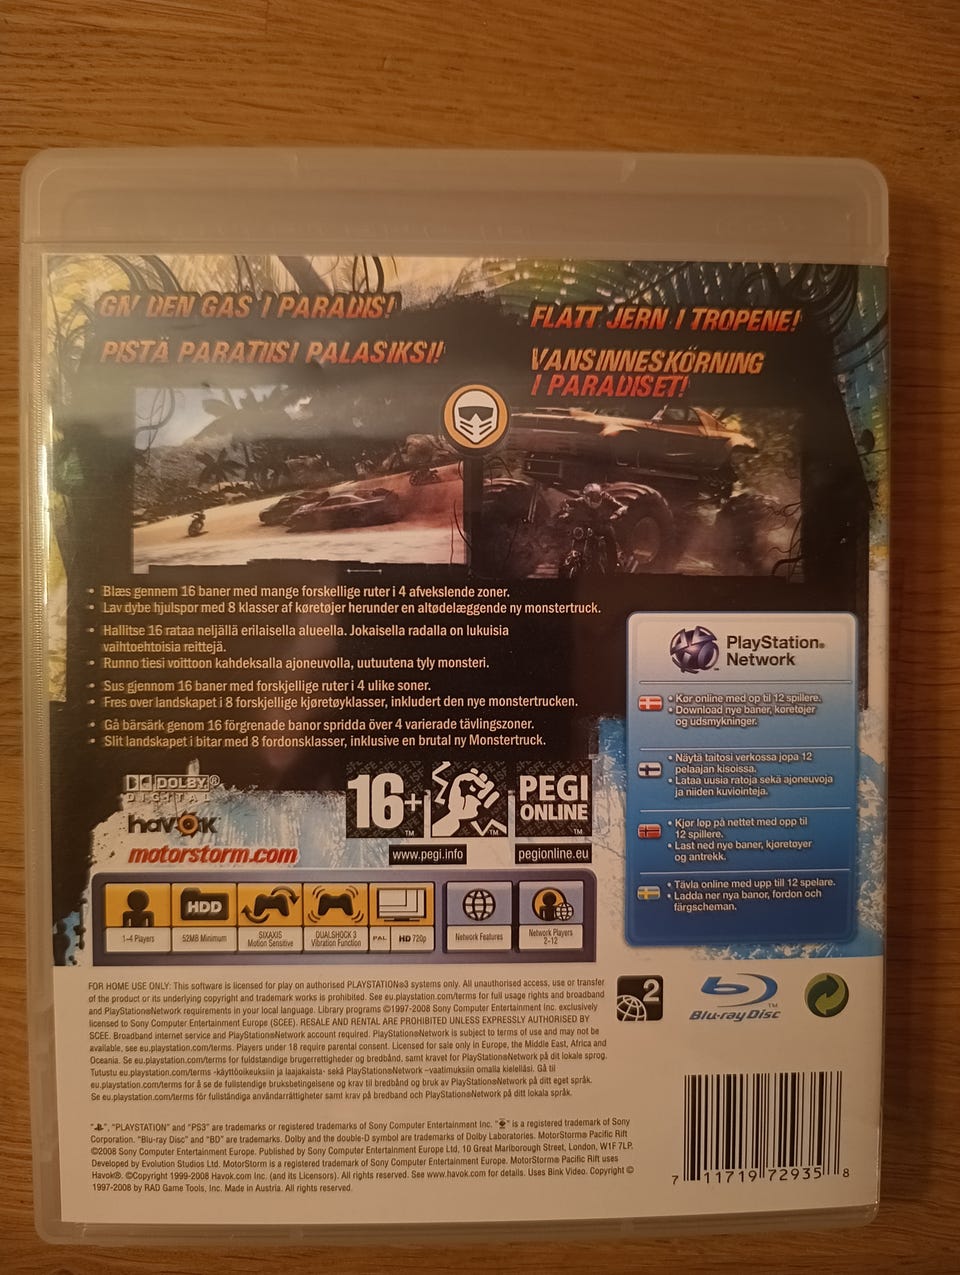 GIV DEN GAS I PARADIS!
PISTÄ PARATIISI PALASIKSI!
FLATT JERN I TROPENE!
VANSINNESKÖRNING
I PARADISET!
• Blæs gennem 16 baner med mange forskellige ruter i 4 afvekslende zoner.
• Lav dybe hjulspor med 8 klasser af køretøjer herunder en altødelæggende ny monstertruck.
• Hallitse 16 rataa neljällä erilaisella alueella. Jokaisella radalla on lukuisia
vaihtoehtoisia reittejä.
• Runno tiesi voittoon kahdeksalla ajoneuvolla, uutuutena tyly monsteri.
• Sus gjennom 16 baner med forskjellige ruter i 4 ulike soner.
• Fres over landskapet i 8 forskjellige kjøretøyklasser, inkludert den nye monstertrucken.
• Gå bärsärk genom 16 förgrenade banor spridda över 4 varierade tävlingszoner.
• Slit landskapet i bitar med 8 fordonsklasser, inklusive en brutal ny Monstertruck.
PlayStation®
Network
• Kør online med op til 12 spillere.
• Download nye baner, køretøjer
og udsmykninger.
• Näytä taitosi verkossa jopa 12
pelaajan kisoissa.
• Lataa uusia ratoja sekä ajoneuvoja
ja niiden kuviointeja.
• Kjør løp på nettet med opp til
12 spillere.
• Last ned nye baner, kjøretøyer
og antrekk.
• Tävla online med upp till 12 spelare.
• Ladda ner nya banor, fordon och
färgscheman.
DOLBY®
DIGITAL
havok
motorstorm.com
16+™
™
PEGI
ONLINE
™
www.pegi.info
pegionline.eu
HDD
1-4 Players
52MB Minimum
SIXAXIS
Motion Sensitive
DUALSHOCK 3
Vibration Function
PAL
HD 720p
Network Features
Network Players
2-12
FOR HOME USE ONLY: This software is licensed for play on authorised PLAYSTATION®3 systems only. All unauthorised access, use or transfer
of the product or its underlying copyright and trademark works is prohibited. See eu.playstation.com/terms for full usage rights and broadband
and PlayStation®Network requirements in your local language. Library programs ©1997-2008 Sony Computer Entertainment Inc. exclusively
licensed to Sony Computer Entertainment Europe (SCEE). RESALE AND RENTAL ARE PROHIBITED UNLESS EXPRESSLY AUTHORISED BY
SCEE. Broadband internet service and PlayStation®Network account required. PlayStation®Network is subject to terms of use and may not be
available, see eu.playstation.com/terms. Players under 18 require parental consent. Licensed for sale only in Europe, the Middle East, Africa and
Oceania. Se eu.playstation.com/terms for fuldstændige brugerrettigheder og bredbånd, samt kravet for PlayStation®Network på dit lokale sprog.
Tutustu eu.playstation.com/terms -käyttöoikeuksiin ja laajakaista- sekä PlayStation®Network –vaatimuksiin omalla kielelläsi. Gå til
eu.playstation.com/terms for å se de fullstendige bruksbetingelsene og krav til bredbånd og bruk av PlayStation®Network på ditt eget språk.
Se eu.playstation.com/terms för fullständiga användarrättigheter samt krav på bredband och PlayStation®Network på ditt lokala språk.
2
Blu-ray Disc
™
" ", "PLAYSTATION" and "PS3" are trademarks or registered trademarks of Sony Computer Entertainment Inc. " " is a registered trademark of Sony
Corporation. "Blu-ray Disc" and "BD" are trademarks. Dolby and the double-D symbol are trademarks of Dolby Laboratories. MotorStorm® Pacific Rift
©2008 Sony Computer Entertainment Europe. Published by Sony Computer Entertainment Europe Ltd, 10 Great Marlborough Street, London, W1F 7LP.
Developed by Evolution Studios Ltd. MotorStorm is a registered trademark of Sony Computer Entertainment Europe. MotorStorm® Pacific Rift uses
Havok®. ©Copyright 1999-2008 Havok.com Inc. (and its Licensors). All rights reserved. See www.havok.com for details. Uses Bink Video. Copyright ©
1997-2008 by RAD Game Tools, Inc. Made in Austria. All rights reserved.
7 11719 72935 8